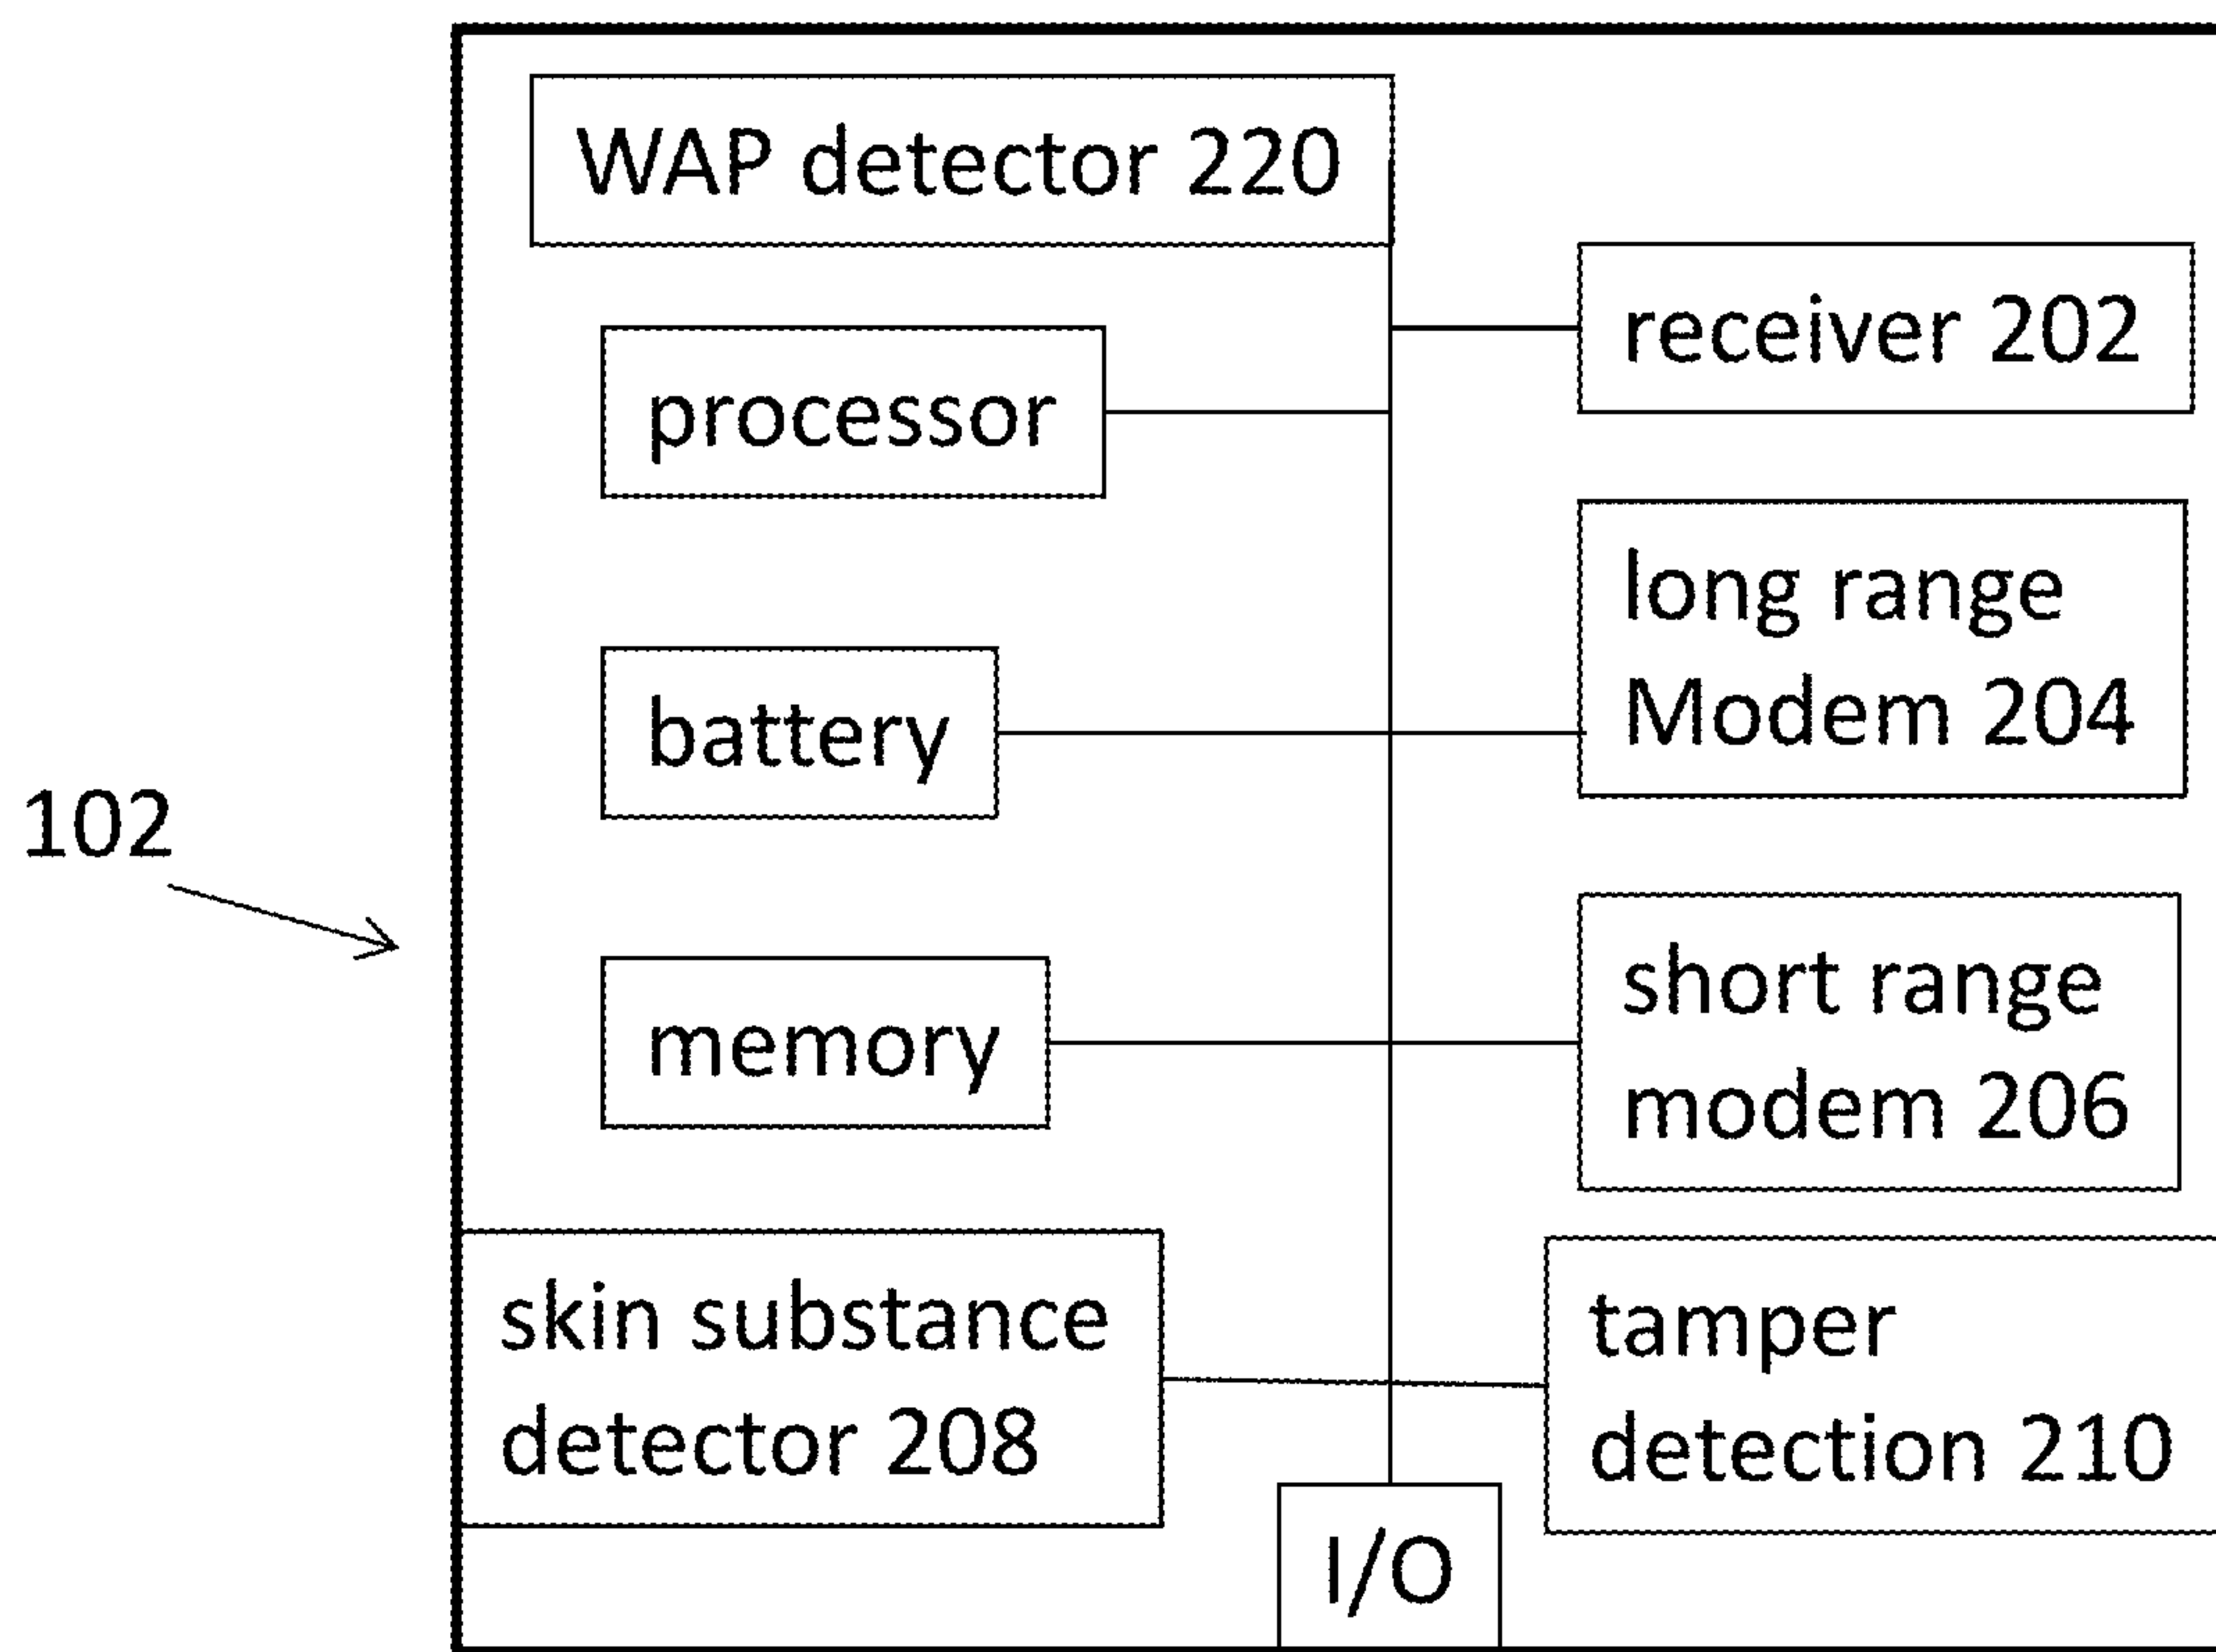 WAP detector 220
receiver 202
processor
long range
Modem 204
battery
102
short range
modem 206
memory
skin substance
detector 208
tamper
detection 210
I/O